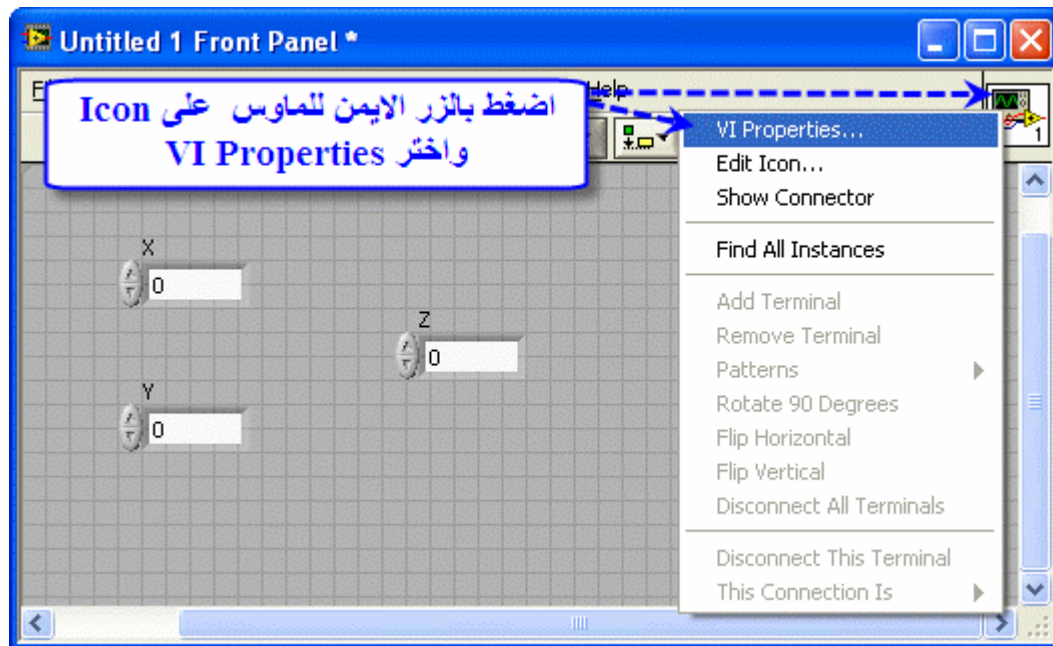 Untitled 1 Front Panel *
Help
اضغط بالزر الايمن للماوس على Icon
واختر VI Properties
1
VI Properties...
Edit Icon...
Show Connector
Find All Instances
Add Terminal
Remove Terminal
Patterns
Rotate 90 Degrees
Flip Horizontal
Flip Vertical
Disconnect All Terminals
Disconnect This Terminal
This Connection Is
X
0
Z
0
Y
0